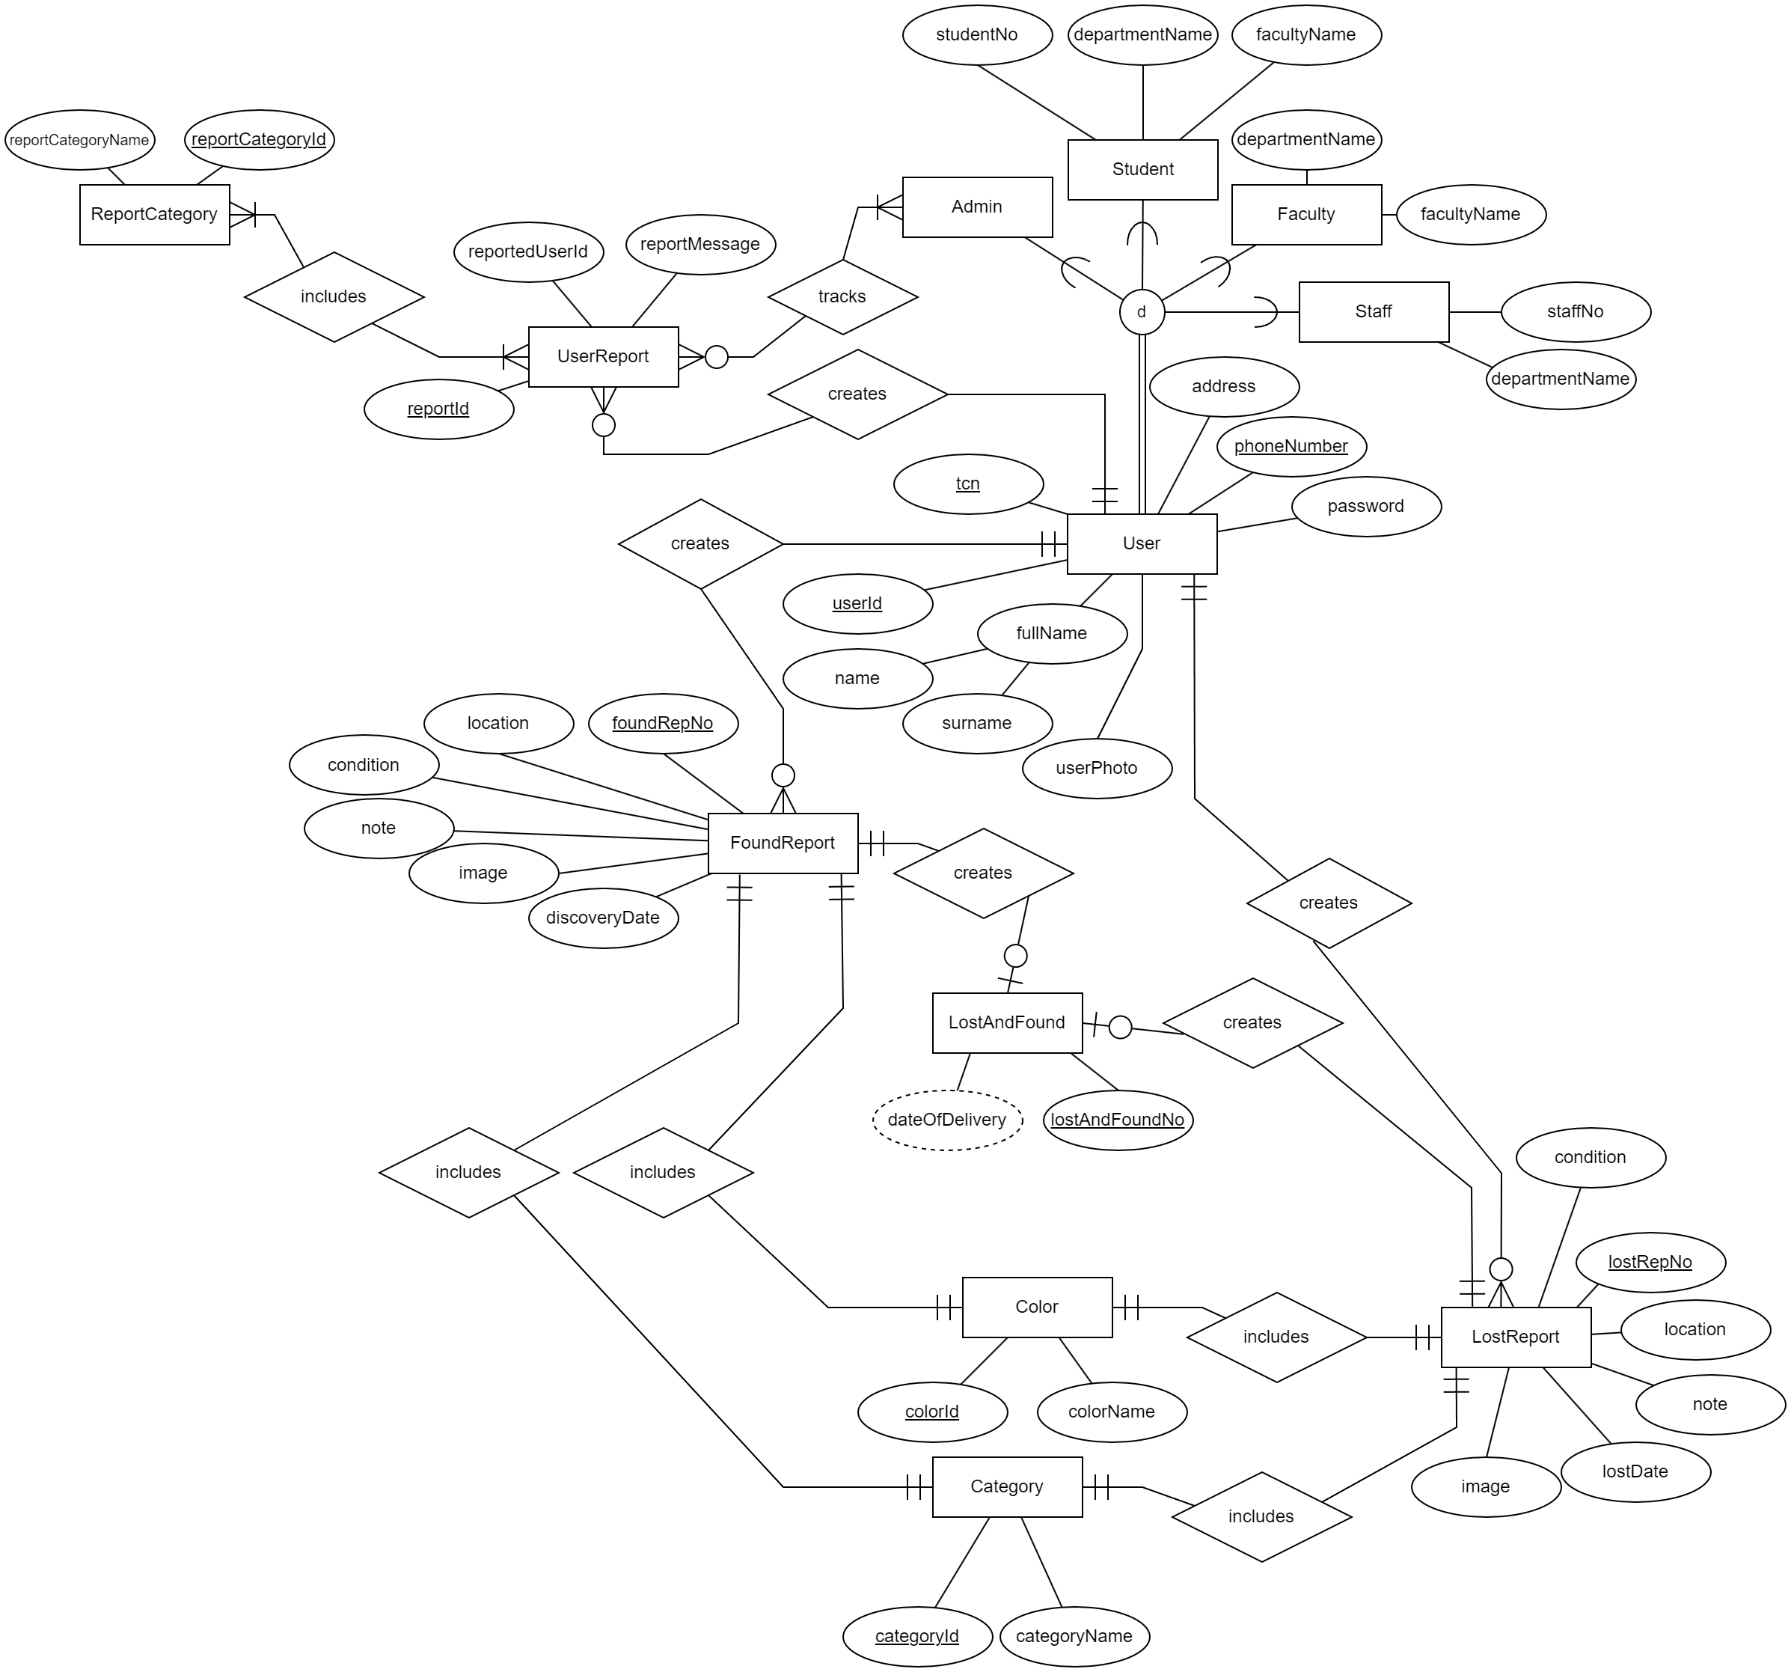 studentNo
departmentName
facultyName
reportCategoryName
reportCategoryId
departmentName
Student
ReportCategory
Admin
Faculty
facultyName
reportedUserId
reportMessage
includes
tracks
d
Staff
staffNo
UserReport
departmentName
address
creates
reportId
phoneNumber
tcn
password
creates
User
userId
fullName
name
surname
location
foundRepNo
condition
userPhoto
note
FoundReport
image
creates
creates
discoveryDate
LostAndFound
creates
dateOfDelivery
lostAndFoundNo
condition
includes
includes
lostRepNo
Color
location
includes
LostReport
colorId
colorName
note
lostDate
Category
image
includes
categoryId
categoryName